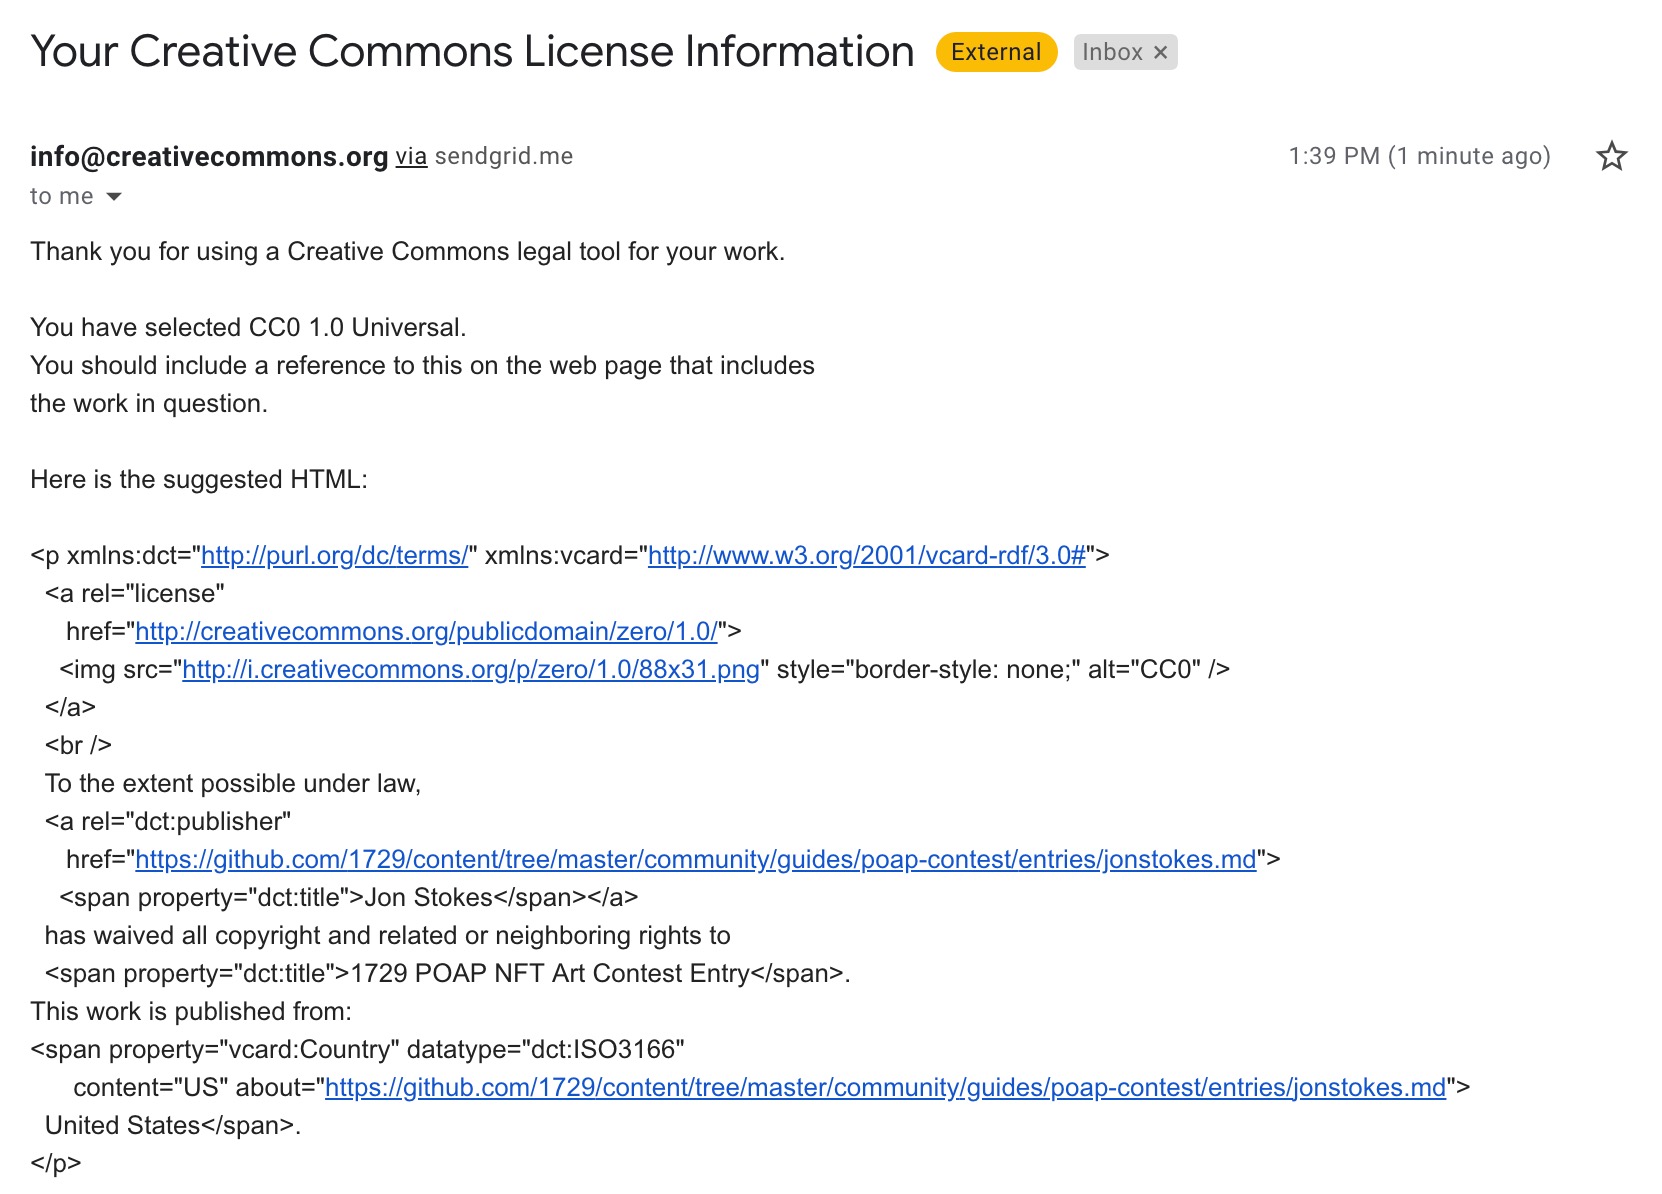 Your Creative Commons License Information External Inbox ×
info@creativecommons.org via sendgrid.me 1:39 PM (1 minute ago)
to me
Thank you for using a Creative Commons legal tool for your work.
You have selected CC0 1.0 Universal.
You should include a reference to this on the web page that includes
the work in question.
Here is the suggested HTML:
<p xmlns:dct="http://purl.org/dc/terms/" xmlns:vcard="http://www.w3.org/2001/vcard-rdf/3.0#">
<a rel="license"
href="http://creativecommons.org/publicdomain/zero/1.0/">
<img src="http://i.creativecommons.org/p/zero/1.0/88x31.png" style="border-style: none;" alt="CC0" />
</a>
<br />
To the extent possible under law,
<a rel="dct:publisher"
href="https://github.com/1729/content/tree/master/community/guides/poap-contest/entries/jonstokes.md">
<span property="dct:title">Jon Stokes</span></a>
has waived all copyright and related or neighboring rights to
<span property="dct:title">1729 POAP NFT Art Contest Entry</span>.
This work is published from:
<span property="vcard:Country" datatype="dct:ISO3166"
content="US" about="https://github.com/1729/content/tree/master/community/guides/poap-contest/entries/jonstokes.md">
United States</span>.
</p>